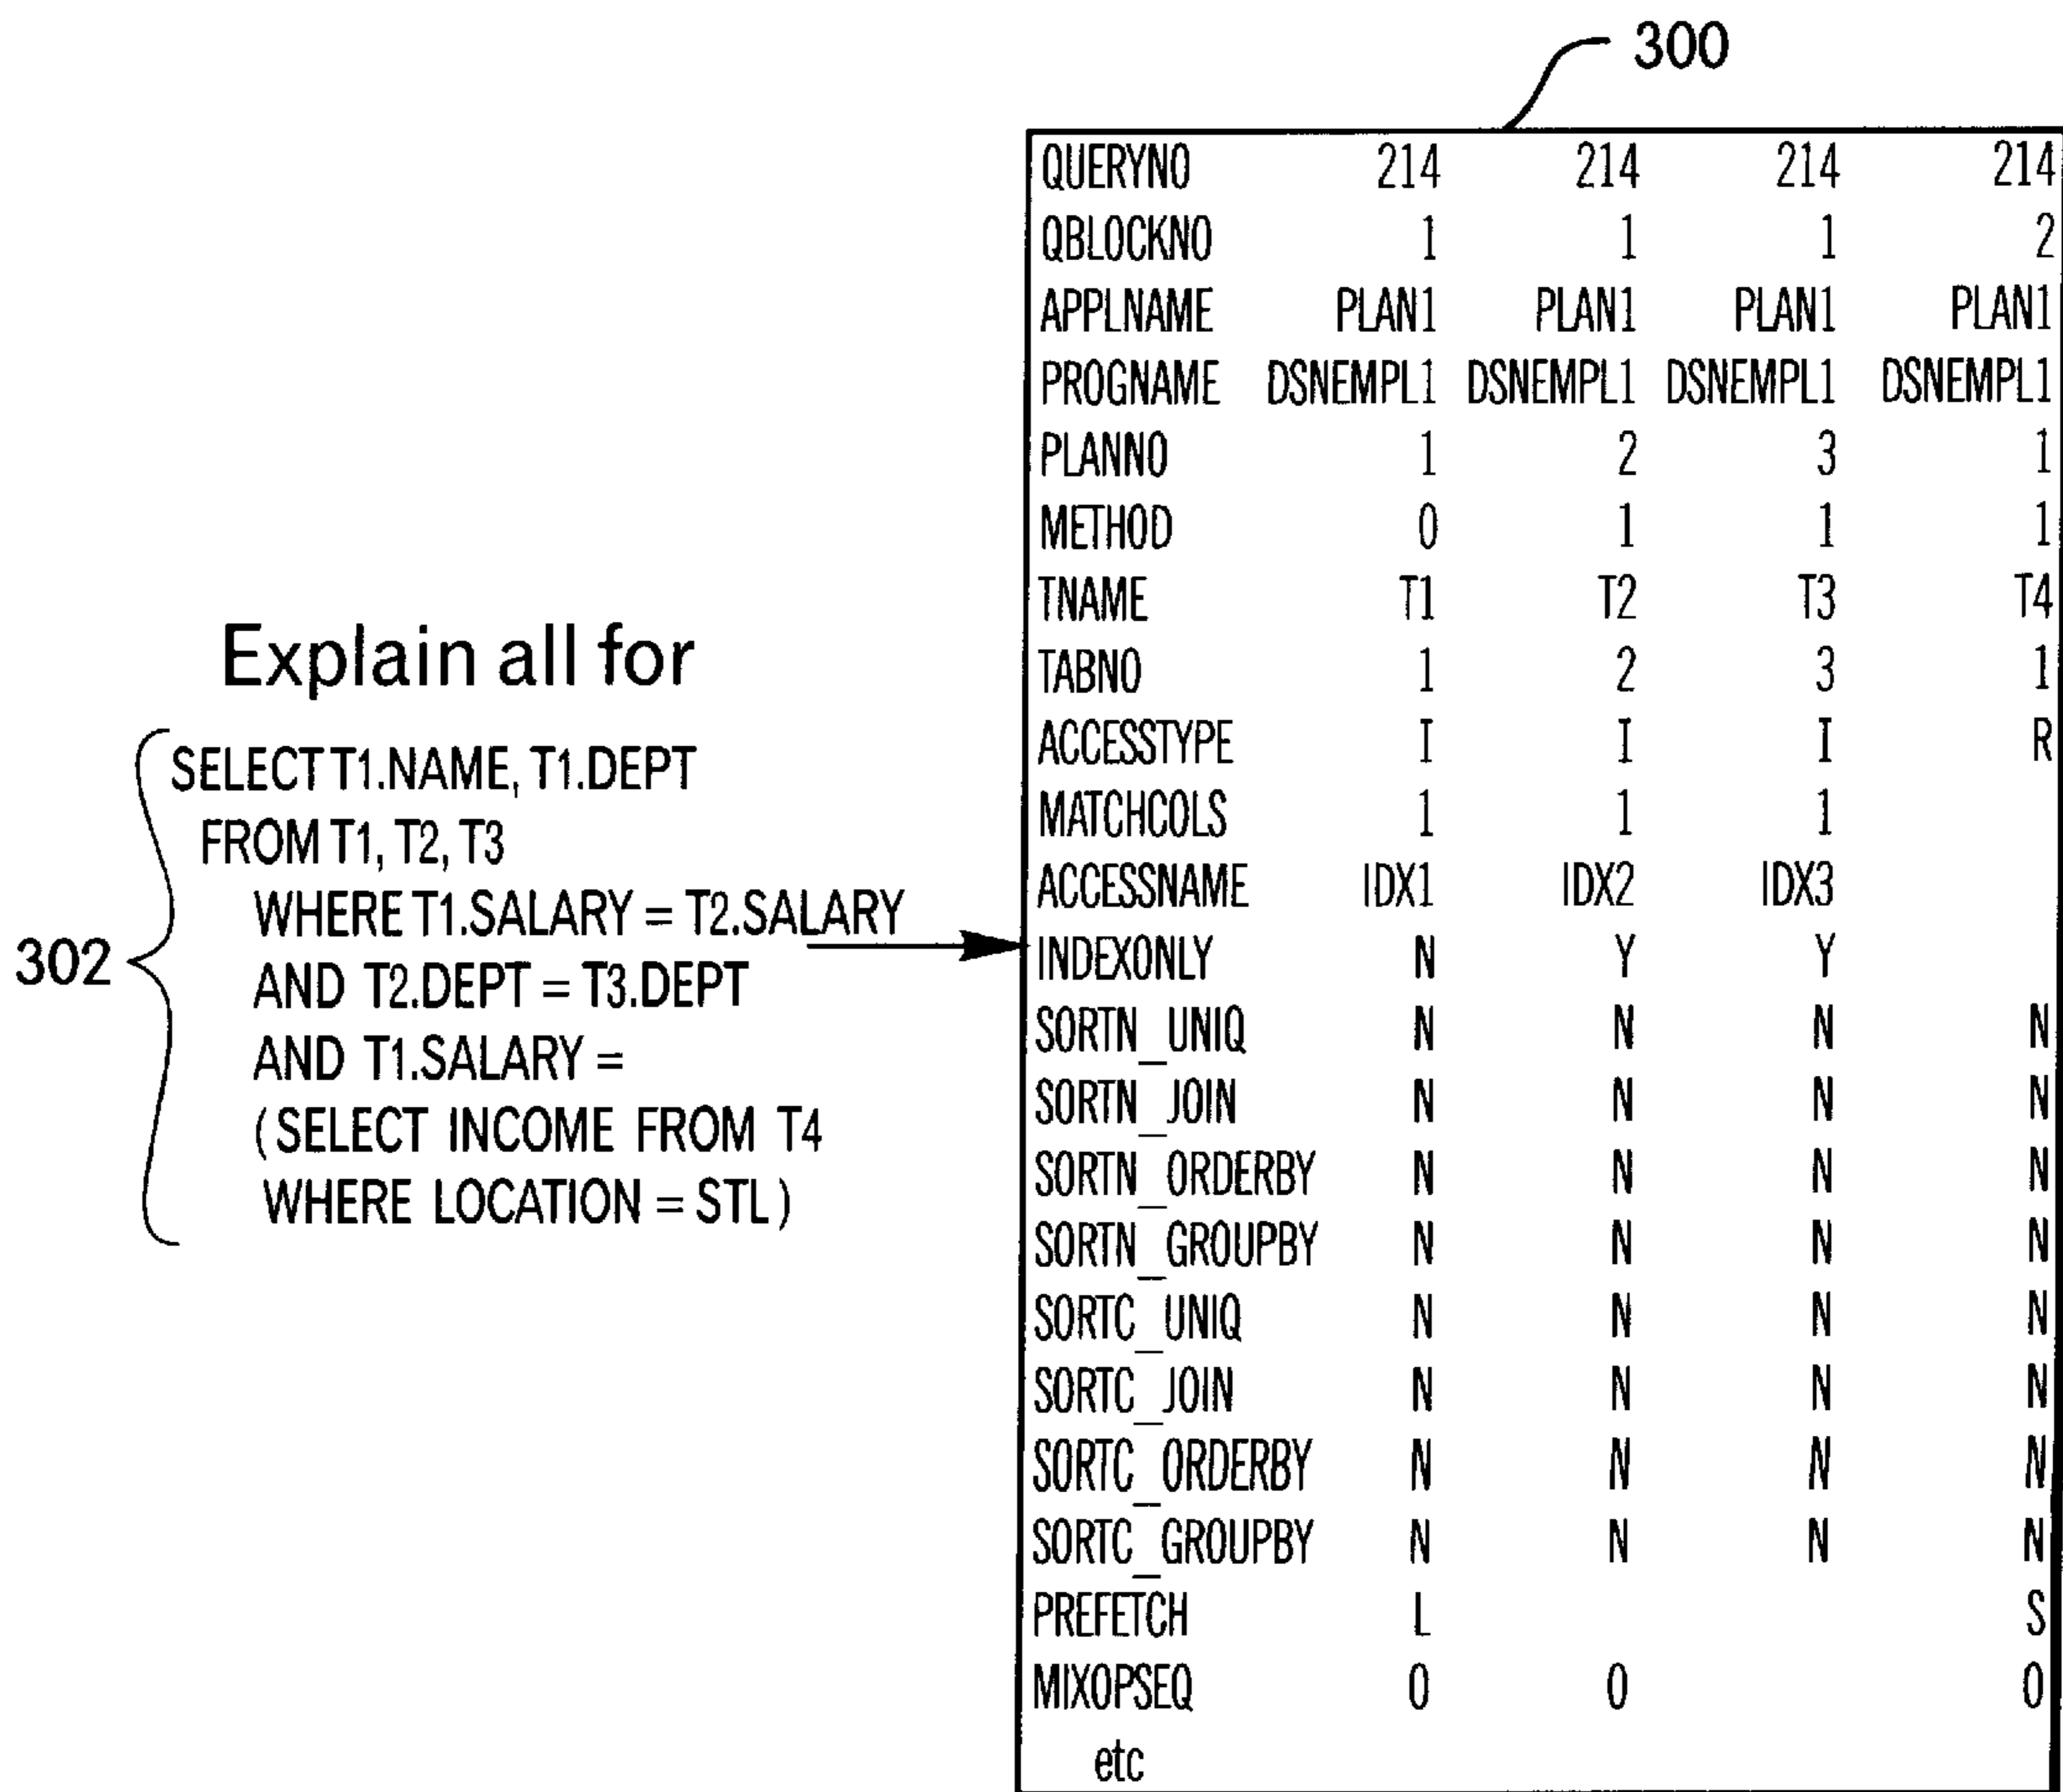 300
QUERYNO 214 214 214 214
QBLOCKNO 1 1 1 2
APPLNAME PLAN1 PLAN1 PLAN1 PLAN1
PROGNAME DSNEMPL1 DSNEMPL1 DSNEMPL1 DSNEMPL1
PLANNO 1 2 3 1
METHOD 0 1 1 1
TNAME T1 T2 T3 T4
TABNO 1 2 3 1
ACCESSTYPE I I I R
MATCHCOLS 1 1 1
ACCESSNAME IDX1 IDX2 IDX3
INDEXONLY N Y Y
SORTN_UNIQ N N N N
SORTN_JOIN N N N N
SORTN_ORDERBY N N N N
SORTN_GROUPBY N N N N
SORTC_UNIQ N N N N
SORTC_JOIN N N N N
SORTC_ORDERBY N N N N
SORTC_GROUPBY N N N N
PREFETCH L S
MIXOPSEQ 0 0 0
etc
Explain all for
302
SELECT T1.NAME, T1.DEPT
FROM T1, T2, T3
WHERE T1.SALARY = T2.SALARY
AND T2.DEPT = T3.DEPT
AND T1.SALARY =
(SELECT INCOME FROM T4
WHERE LOCATION = STL)